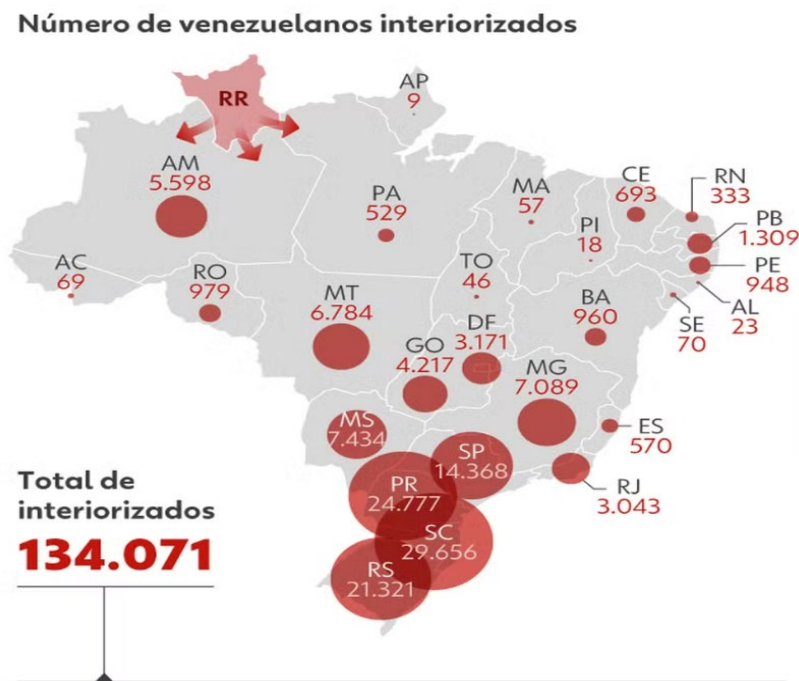 Número de venezuelanos interiorizados
RR
AP
9
AM
5.598
PA
529
MA
57
CE
693
RN
333
PI
18
PB
1.309
PE
948
AL
23
SE
70
AC
69
RO
979
MT
6.784
TO
46
BA
960
DF
3.171
GO
4.217
MG
7.089
ES
570
MS
7.434
SP
14.368
RJ
3.043
PR
24.777
SC
29.656
RS
21.321
Total de
interiorizados
134.071